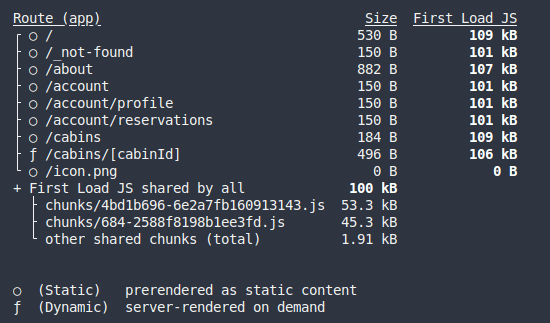 Route (app) Size First Load JS
┌ ○ / 530 B 109 kB
├ ○ /_not-found 150 B 101 kB
├ ○ /about 882 B 107 kB
├ ○ /account 150 B 101 kB
├ ○ /account/profile 150 B 101 kB
├ ○ /account/reservations 150 B 101 kB
├ ○ /cabins 184 B 109 kB
├ ƒ /cabins/[cabinId] 496 B 106 kB
└ ○ /icon.png 0 B 0 B
+ First Load JS shared by all 100 kB
├ chunks/4bd1b696-6e2a7fb160913143.js 53.3 kB
├ chunks/684-2588f8198b1ee3fd.js 45.3 kB
└ other shared chunks (total) 1.91 kB
○ (Static) prerendered as static content
ƒ (Dynamic) server-rendered on demand